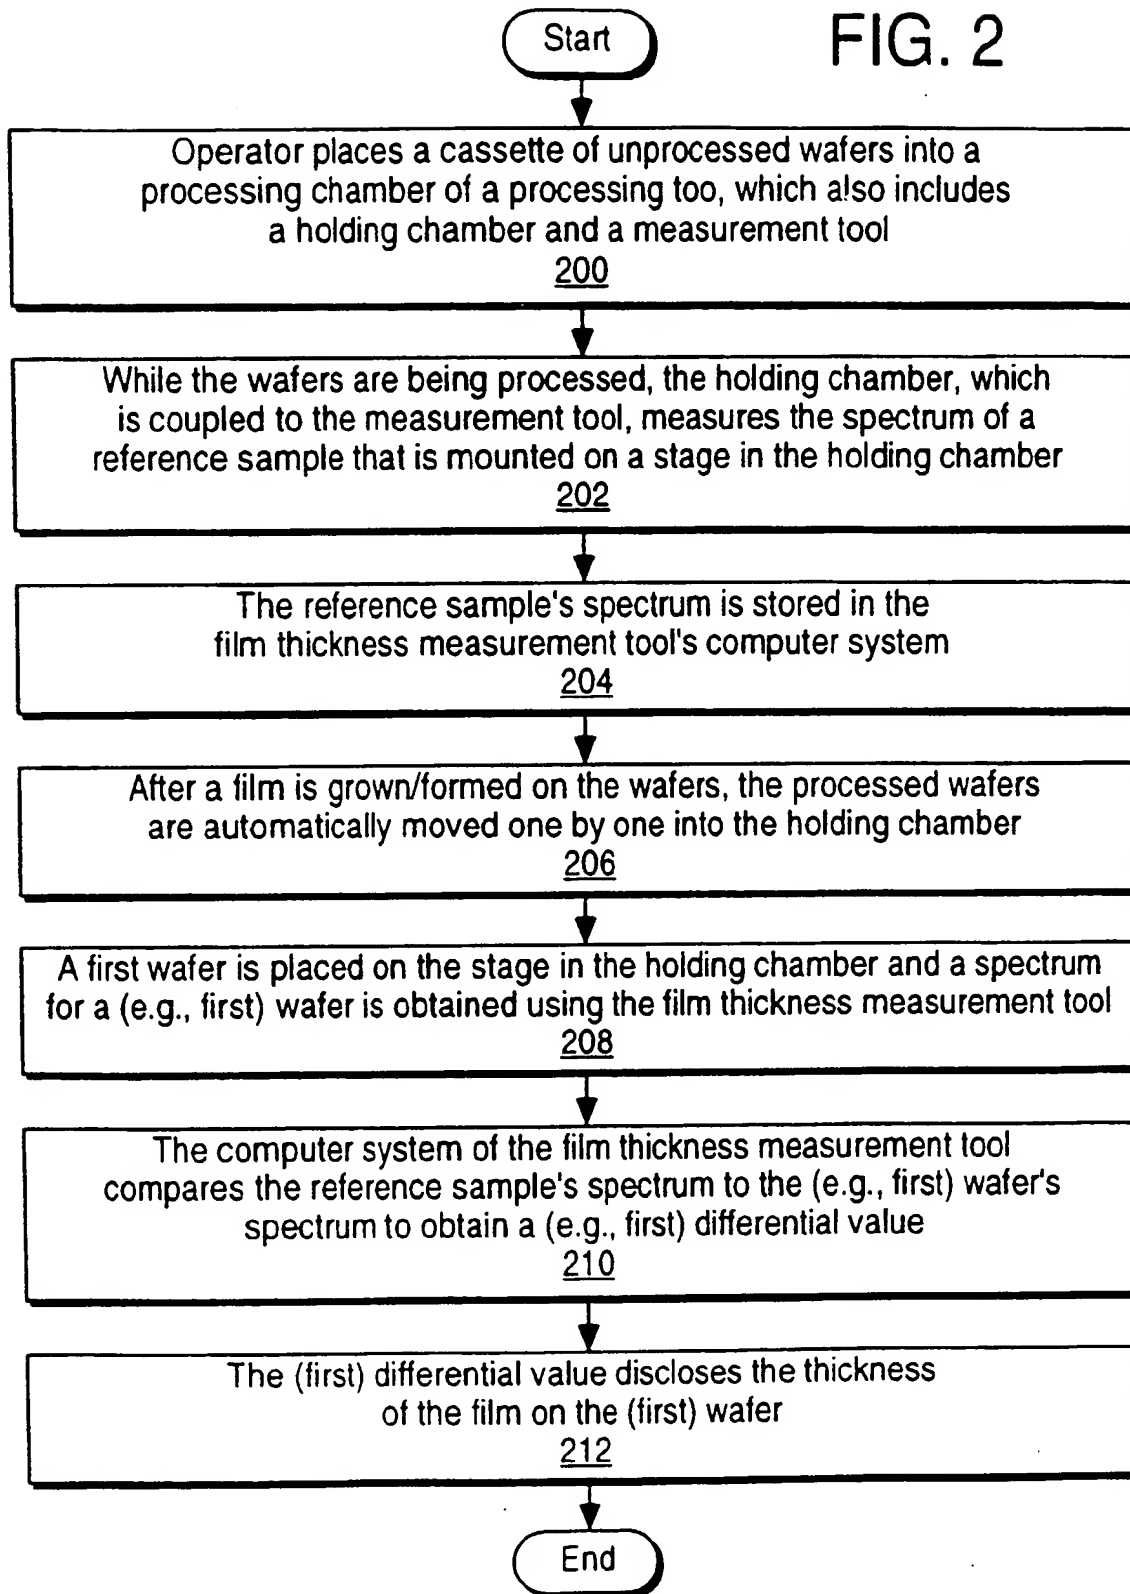 FIG. 2
Start
Operator places a cassette of unprocessed wafers into a
processing chamber of a processing too, which also includes
a holding chamber and a measurement tool
200
While the wafers are being processed, the holding chamber, which
is coupled to the measurement tool, measures the spectrum of a
reference sample that is mounted on a stage in the holding chamber
202
The reference sample's spectrum is stored in the
film thickness measurement tool's computer system
204
After a film is grown/formed on the wafers, the processed wafers
are automatically moved one by one into the holding chamber
206
A first wafer is placed on the stage in the holding chamber and a spectrum
for a (e.g., first) wafer is obtained using the film thickness measurement tool
208
The computer system of the film thickness measurement tool
compares the reference sample's spectrum to the (e.g., first) wafer's
spectrum to obtain a (e.g., first) differential value
210
The (first) differential value discloses the thickness
of the film on the (first) wafer
212
End